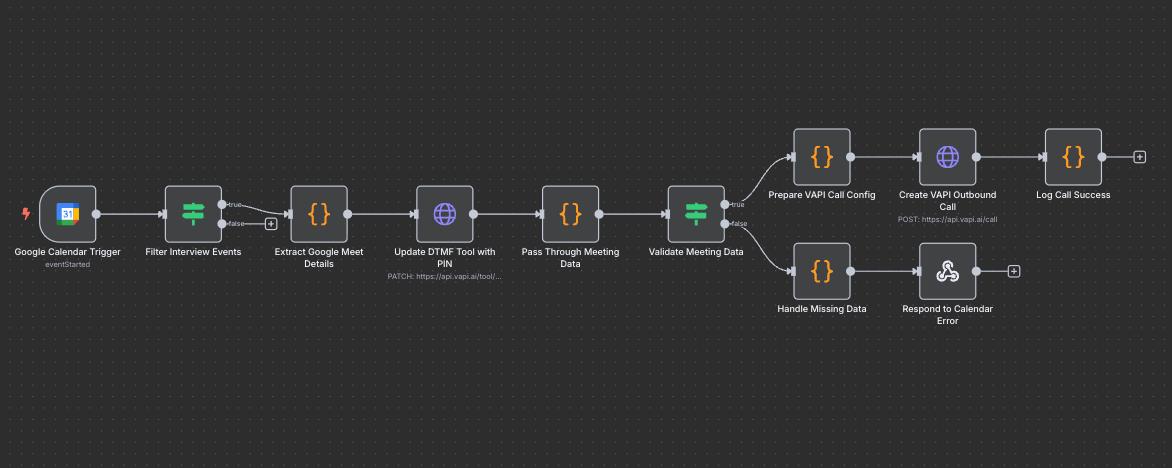 Prepare VAPI Call Config
Create VAPI Outbound
Call
POST: https://api.vapi.ai/call
Log Call Success
31
Google Calendar Trigger
eventStarted
true
false
Filter Interview Events
Extract Google Meet
Details
Update DTMF Tool with
PIN
PATCH: https://api.vapi.ai/tool/...
Pass Through Meeting
Data
true
false
Validate Meeting Data
Handle Missing Data
Respond to Calendar
Error